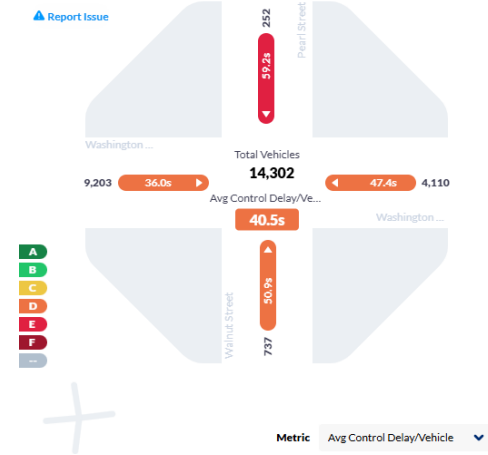 Report Issue
252
Pearl Street
59.2s
Washington ...
Total Vehicles
14,302
9,203
36.0s
47.4s
4,110
Avg Control Delay/Ve...
40.5s
Washington ...
A
B
C
D
E
F
--
50.9s
Walnut Street
737
Metric
Avg Control Delay/Vehicle